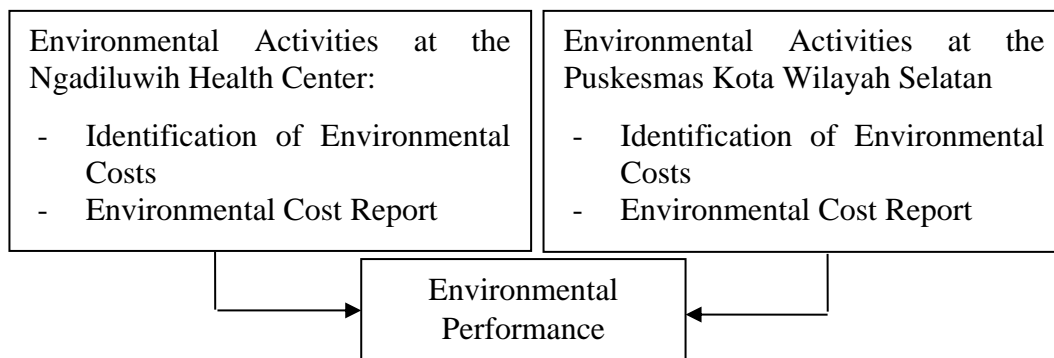 Environmental Activities at the
Ngadiluwih Health Center:
- Identification of Environmental
Costs
- Environmental Cost Report
Environmental Activities at the
Puskesmas Kota Wilayah Selatan
- Identification of Environmental
Costs
- Environmental Cost Report
Environmental
Performance